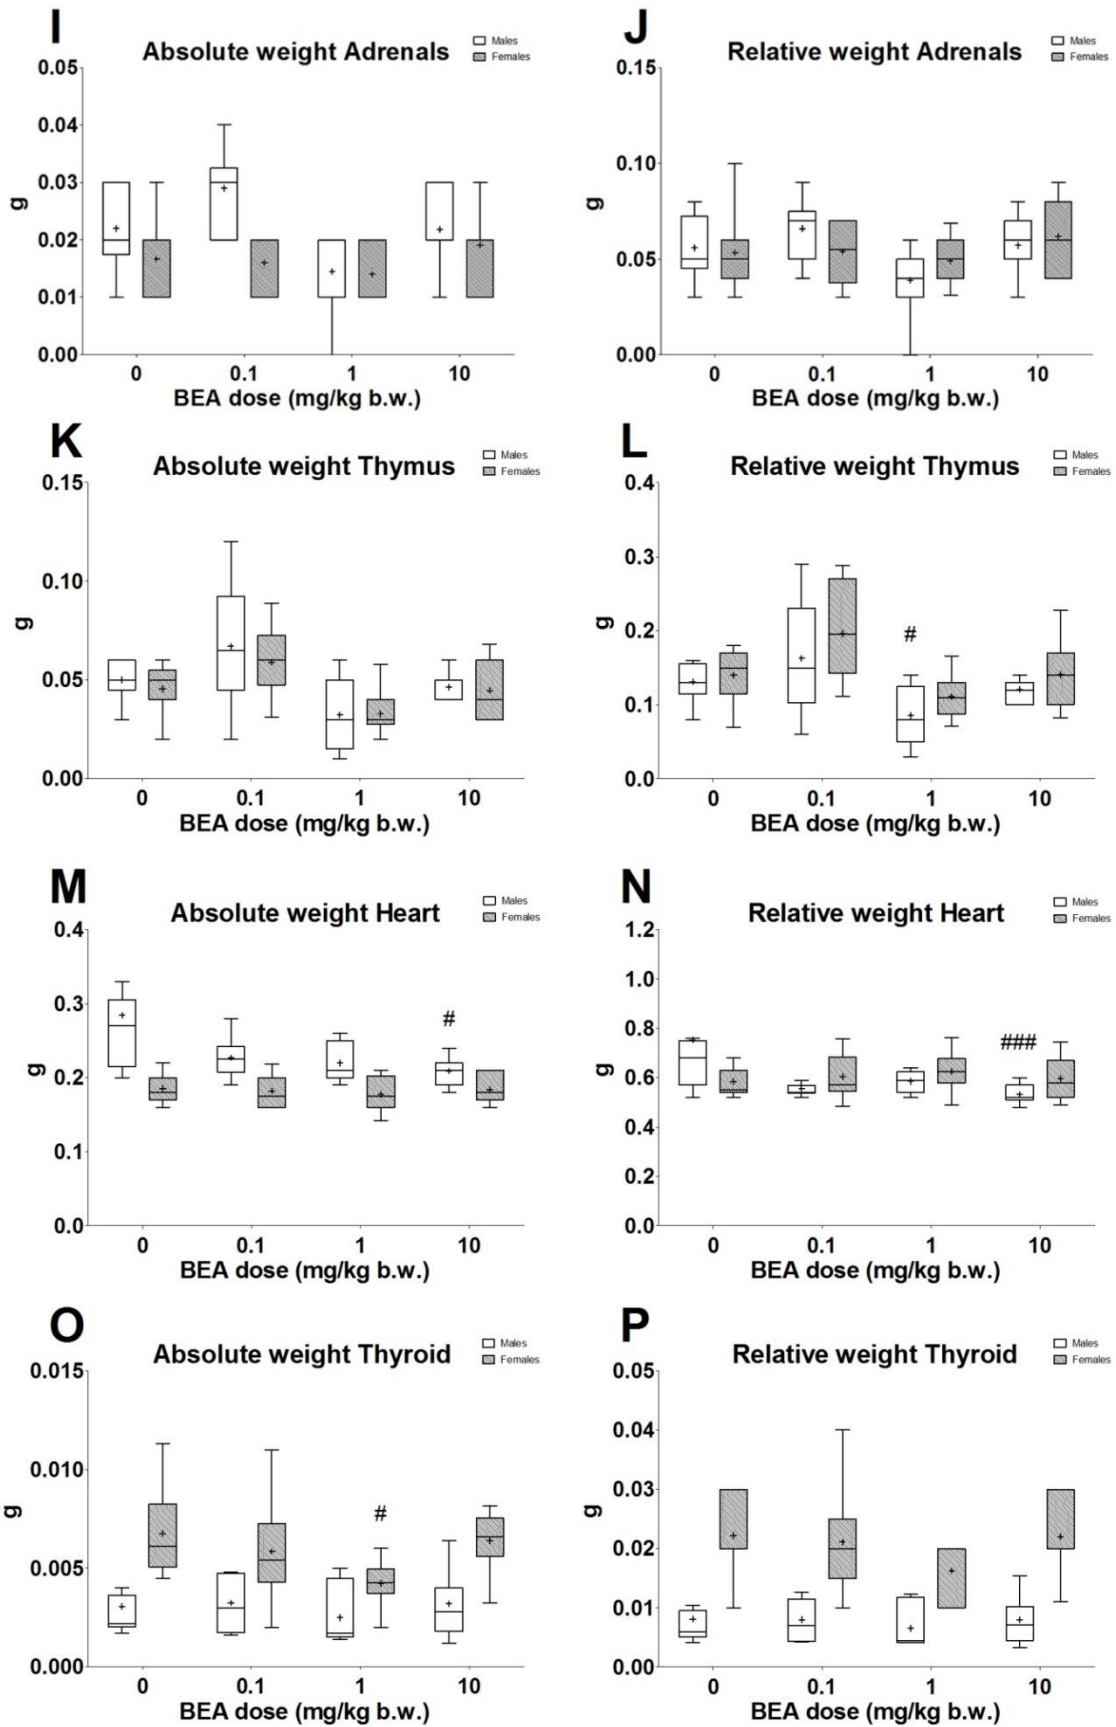 I
Absolute weight Adrenals
Males
Females
0.05
0.04
0.03
0.02
0.01
0.00
g
0 0.1 1 10
BEA dose (mg/kg b.w.)
J
Relative weight Adrenals
Males
Females
0.15
0.10
0.05
0.00
g
0 0.1 1 10
BEA dose (mg/kg b.w.)
K
Absolute weight Thymus
Males
Females
0.15
0.10
0.05
0.00
g
0 0.1 1 10
BEA dose (mg/kg b.w.)
L
Relative weight Thymus
Males
Females
0.4
0.3
0.2
0.1
0.0
g
#
0 0.1 1 10
BEA dose (mg/kg b.w.)
M
Absolute weight Heart
Males
Females
0.4
0.3
0.2
0.1
0.0
g
#
0 0.1 1 10
BEA dose (mg/kg b.w.)
N
Relative weight Heart
Males
Females
1.2
1.0
0.8
0.6
0.4
0.2
0.0
g
###
0 0.1 1 10
BEA dose (mg/kg b.w.)
O
Absolute weight Thyroid
Males
Females
0.015
0.010
0.005
0.000
g
#
0 0.1 1 10
BEA dose (mg/kg b.w.)
P
Relative weight Thyroid
Males
Females
0.05
0.04
0.03
0.02
0.01
0.00
g
0 0.1 1 10
BEA dose (mg/kg b.w.)